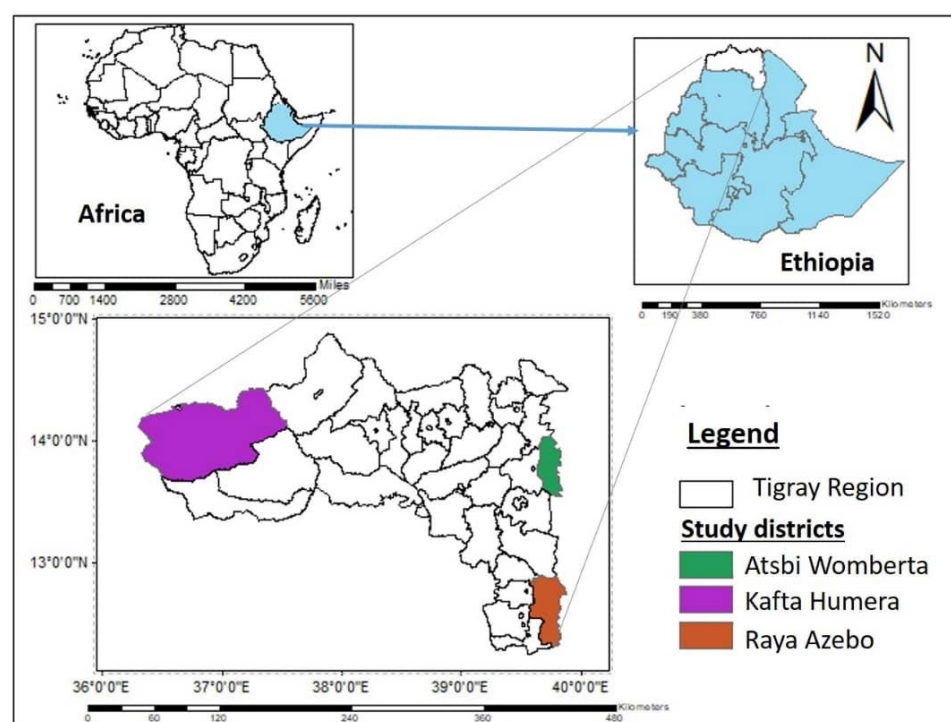 Africa
Miles
0 700 1400 2800 4200 5600
N
Ethiopia
Kilometers
0 190 380 760 1140 1520
15°0'0"N
14°0'0"N
13°0'0"N
36°0'0"E 37°0'0"E 38°0'0"E 39°0'0"E 40°0'0"E
Kilometers
0 30 60 120 240 360 480
Legend
Tigray Region
Study districts
Atsbi Womberta
Kafta Humera
Raya Azebo